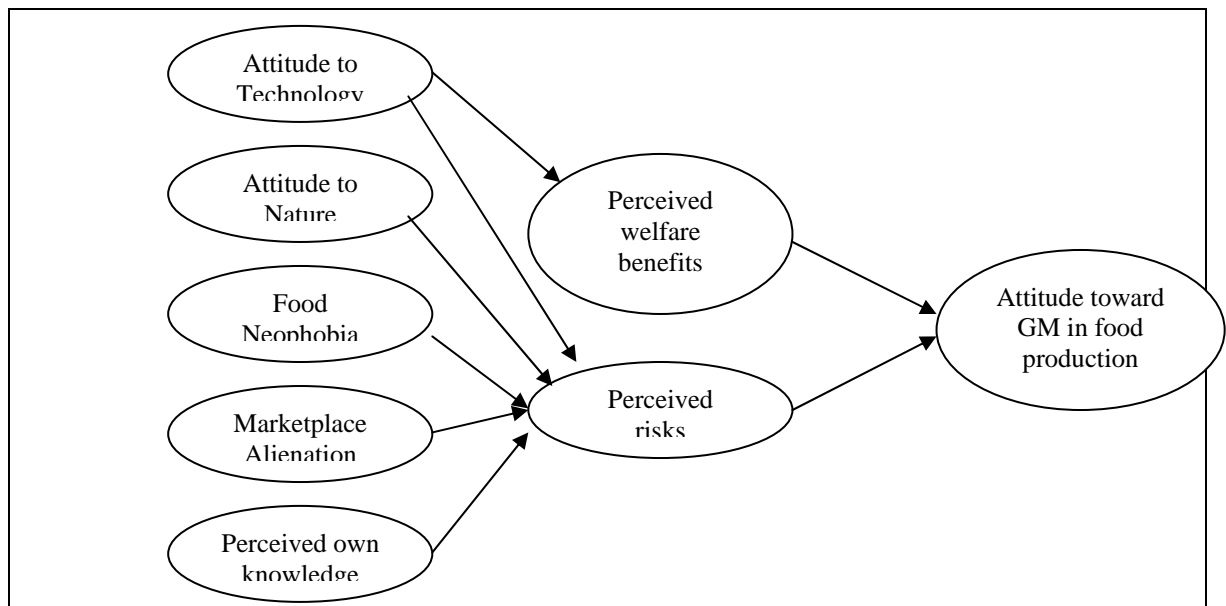 Attitude to
Technology
Attitude to
Nature
Food
Neophobia
Marketplace
Alienation
Perceived own
knowledge
Perceived
welfare
benefits
Perceived
risks
Attitude toward
GM in food
production